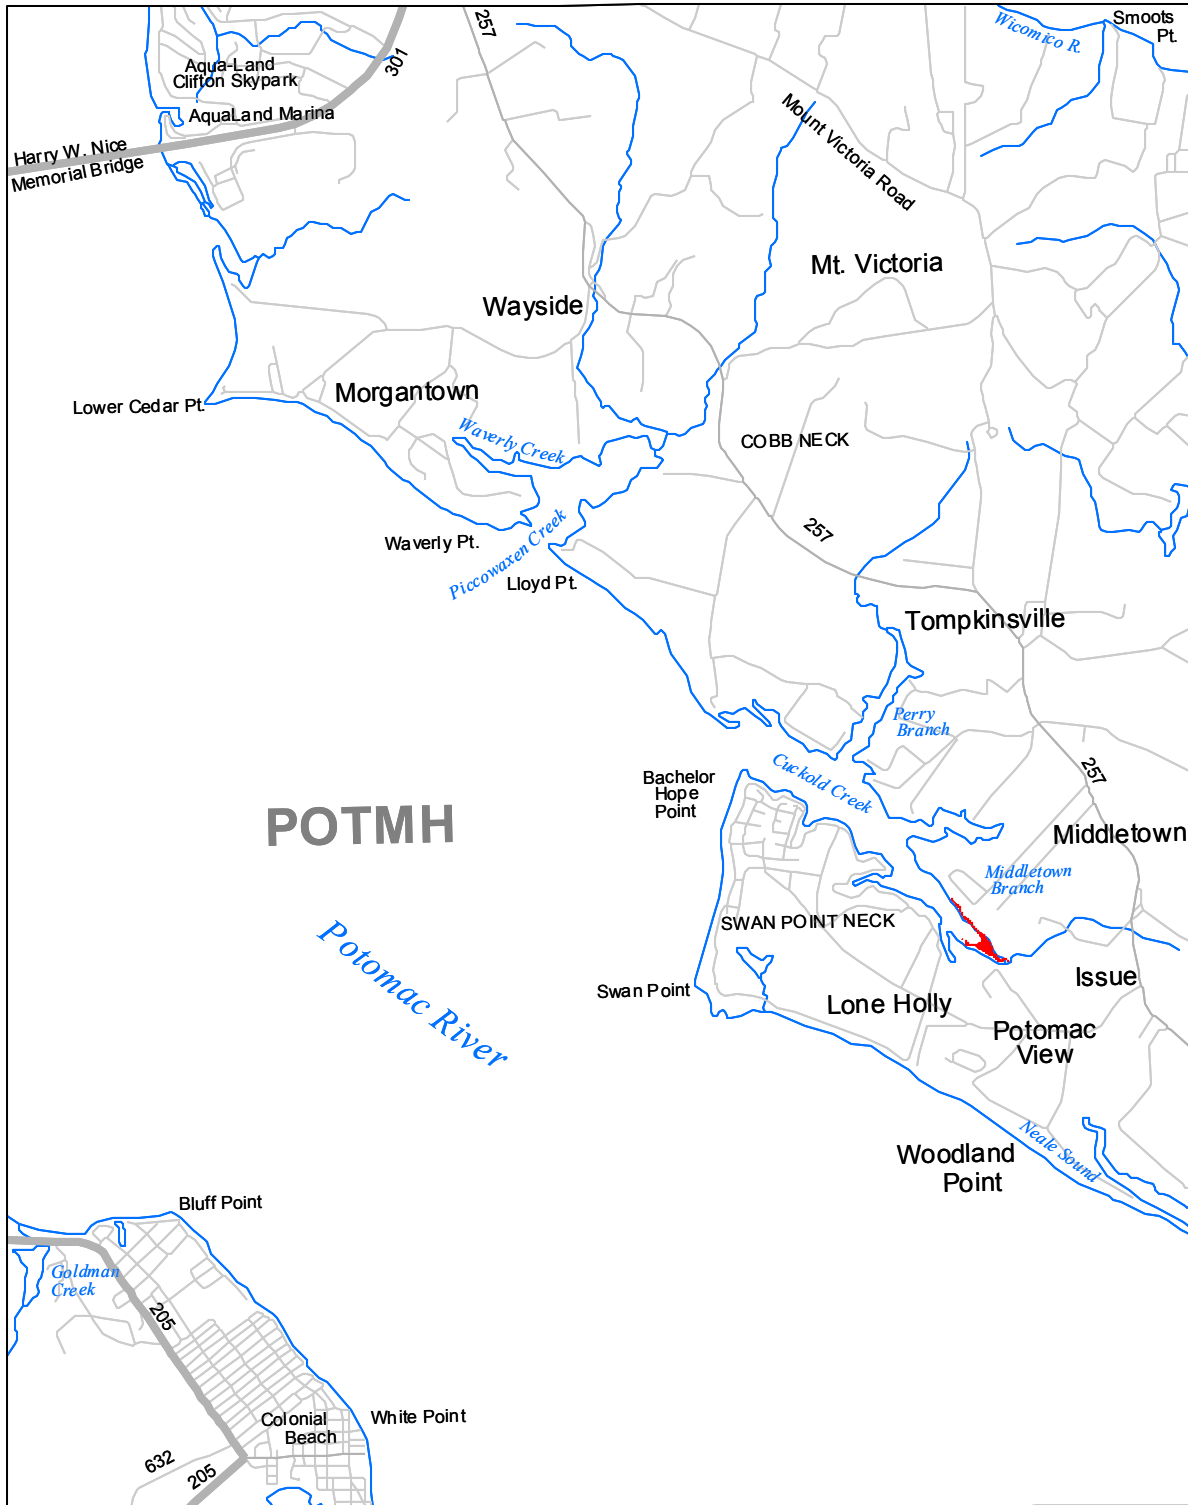 257
Smoots
Pt.
Wicomico R.
Aqua-Land
Clifton Skypark
301
AquaLand Marina
Mount Victoria Road
Harry W. Nice
Memorial Bridge
Mt. Victoria
Wayside
Morgantown
Lower Cedar Pt.
Waverly Creek
COBB NECK
257
Waverly Pt.
Piccowaxen Creek
Lloyd Pt.
Tompkinsville
Perry
Branch
Cuckold Creek
257
Bachelor
Hope
Point
POTMH
Middletown
Middletown
Branch
SWAN POINT NECK
Potomac River
Swan Point
Issue
Lone Holly
Potomac
View
Neale Sound
Woodland
Point
Bluff Point
Goldman
Creek
205
Colonial
Beach
White Point
632
205